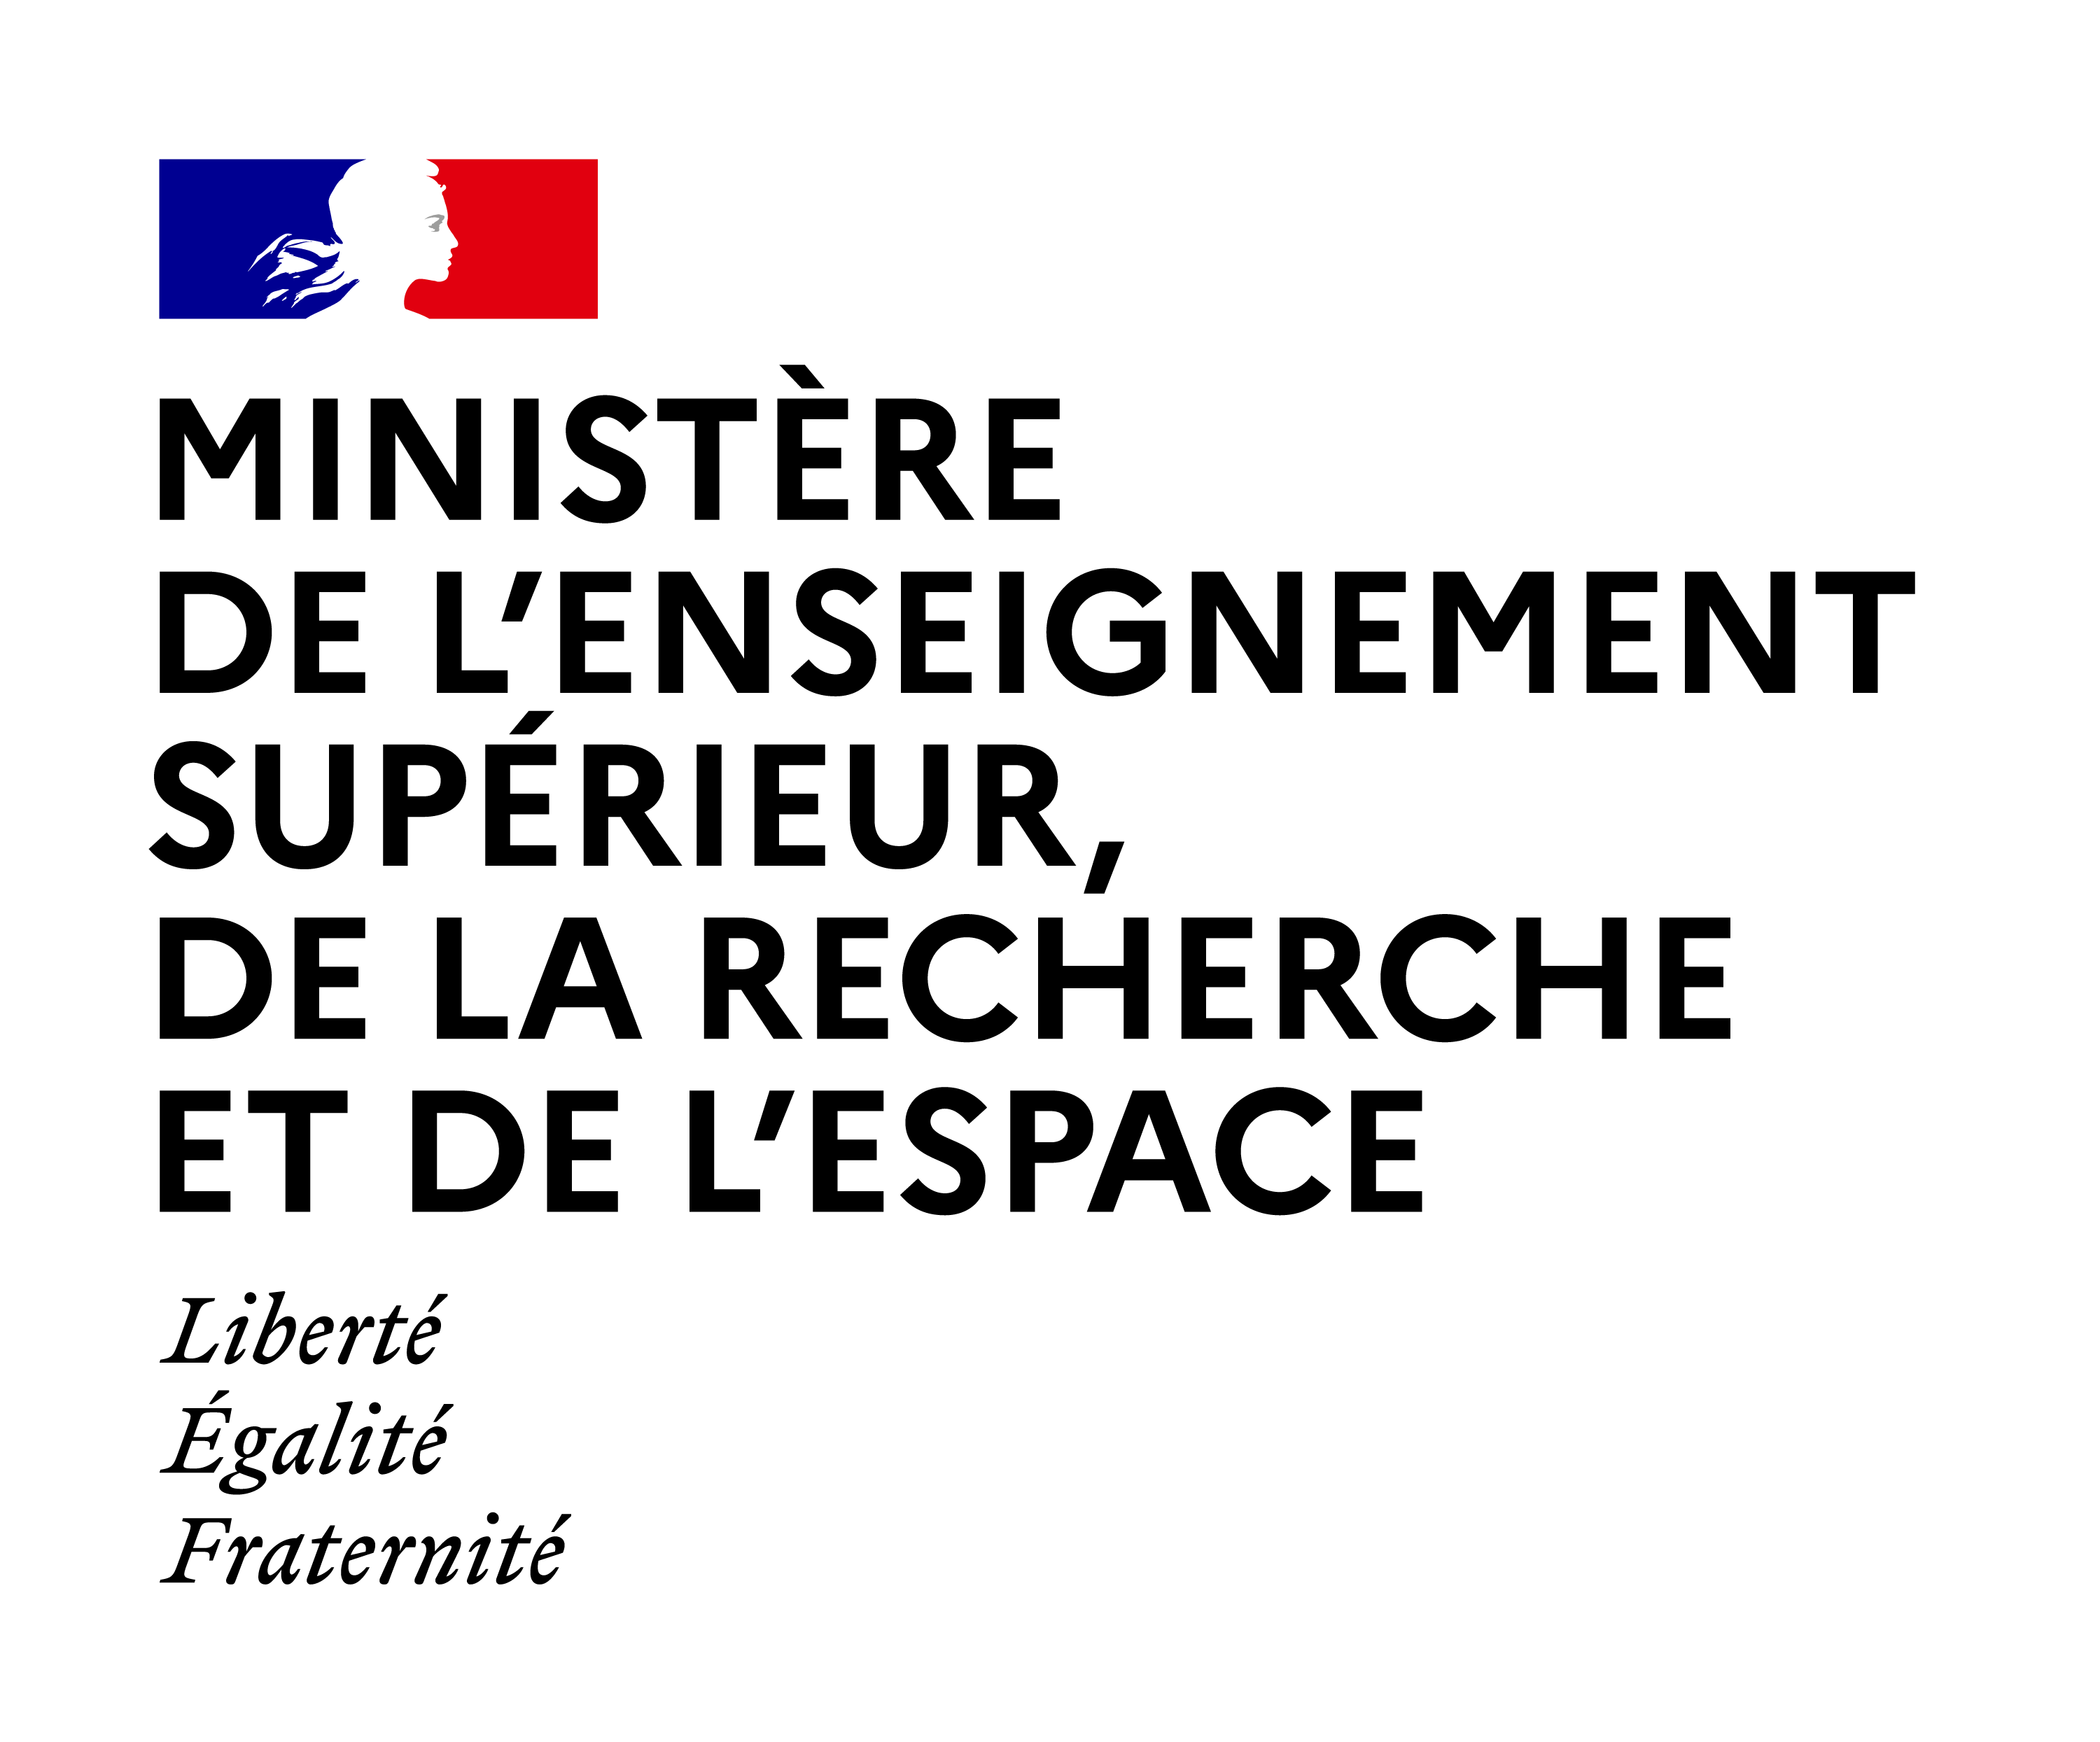 MINISTÈRE
DE L’ENSEIGNEMENT
SUPÉRIEUR,
DE LA RECHERCHE
ET DE L’ESPACE
Liberté
Égalité
Fraternité